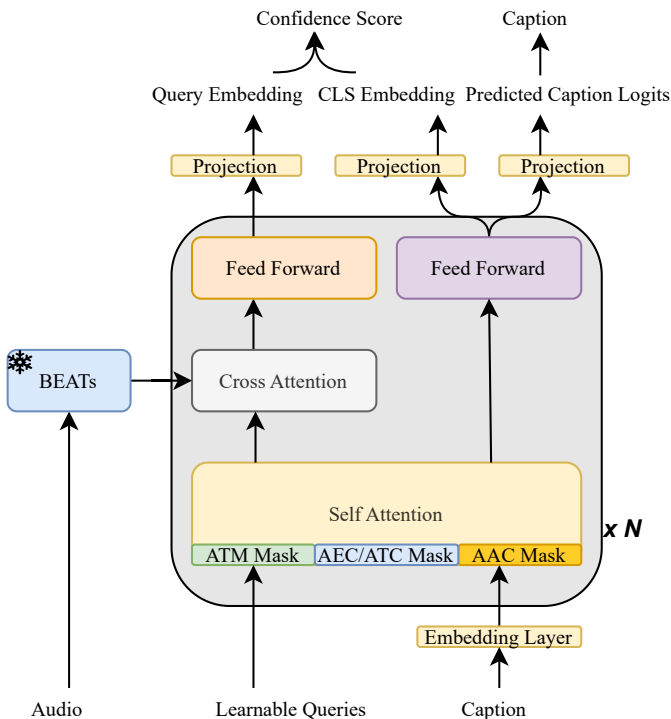 Confidence Score
Caption
Query Embedding
CLS Embedding
Predicted Caption Logits
Projection
Projection
Projection
Feed Forward
Feed Forward
BEATs
Cross Attention
Self Attention
x N
ATM Mask
AEC/ATC Mask
AAC Mask
Embedding Layer
Audio
Learnable Queries
Caption